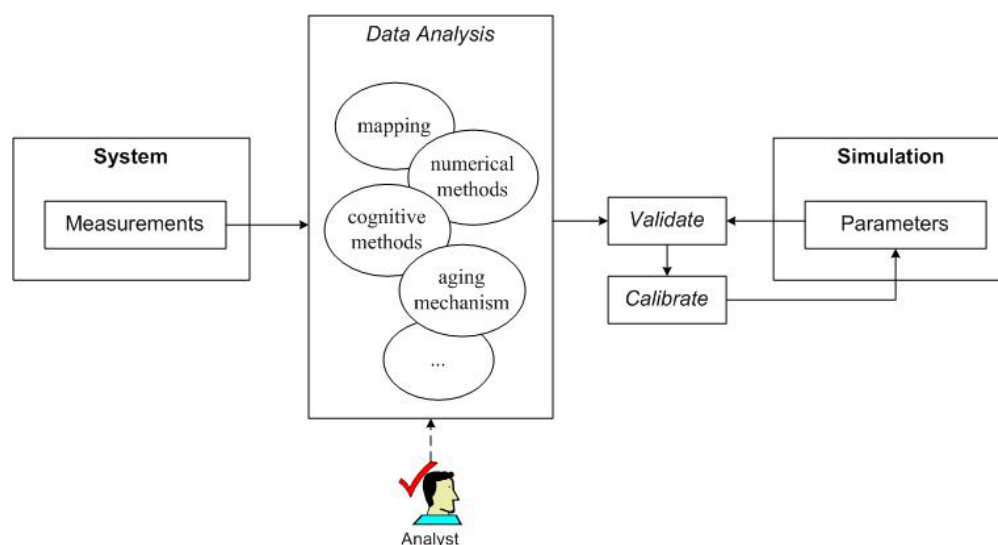 Data Analysis
mapping
numerical
methods
cognitive
methods
aging
mechanism
...
System
Measurements
Validate
Calibrate
Simulation
Parameters
Analyst